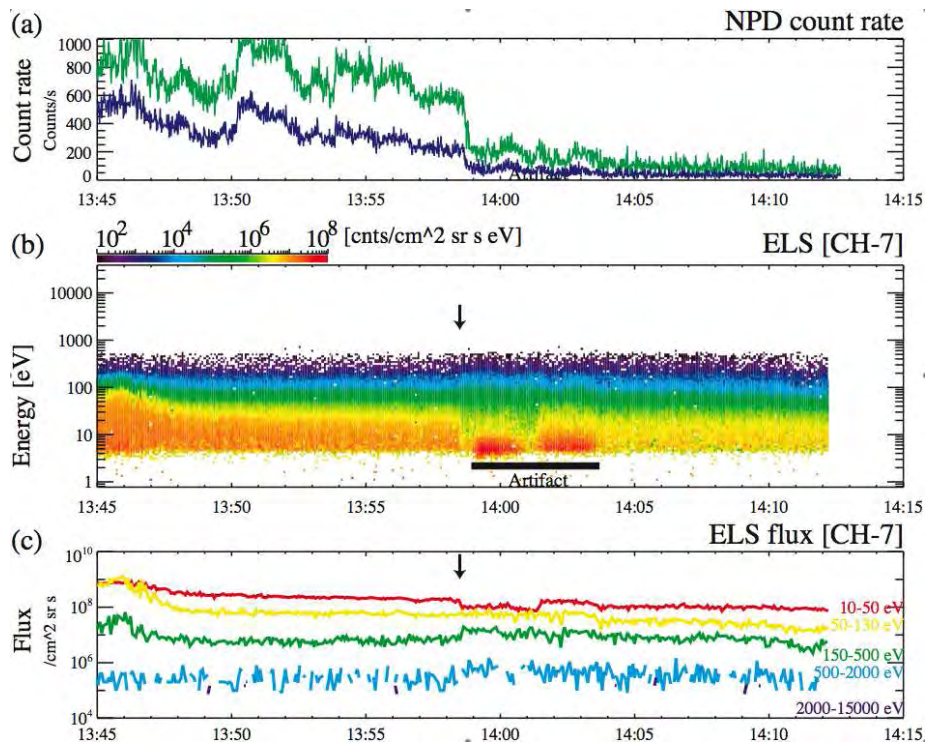 (a) NPD count rate
Count rate
Counts/s
1000
800
600
400
200
0
13:45 13:50 13:55 14:00 14:05 14:10 14:15
(b) 10^2 10^4 10^6 10^8 [cnts/cm^2 sr s eV] ELS [CH-7]
Energy [eV]
10000
1000
100
10
1
Artifact
13:45 13:50 13:55 14:00 14:05 14:10 14:15
(c) ELS flux [CH-7]
Flux
/cm^2 sr s
10^10
10^8
10^6
10^4
10-50 eV
50-130 eV
150-500 eV
500-2000 eV
2000-15000 eV
13:45 13:50 13:55 14:00 14:05 14:10 14:15